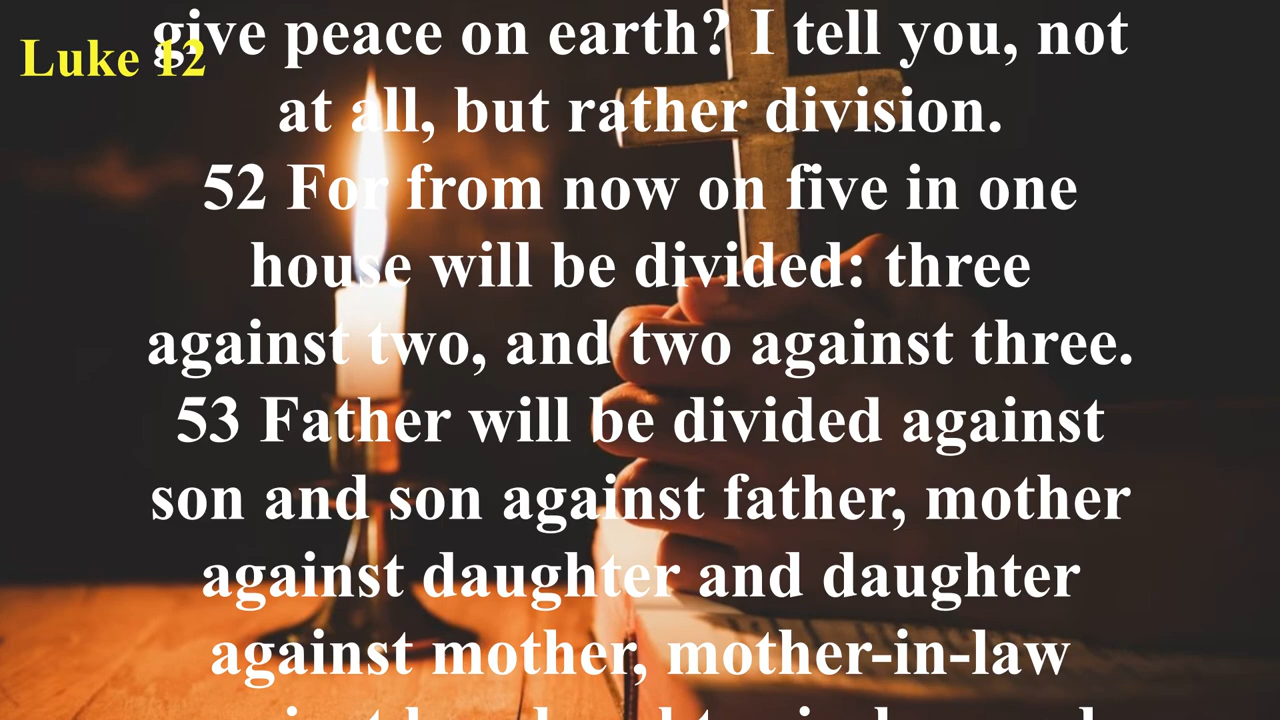 Luke 12
give peace on earth? I tell you, not
at all, but rather division.
52 For from now on five in one
house will be divided: three
against two, and two against three.
53 Father will be divided against
son and son against father, mother
against daughter and daughter
against mother, mother-in-law